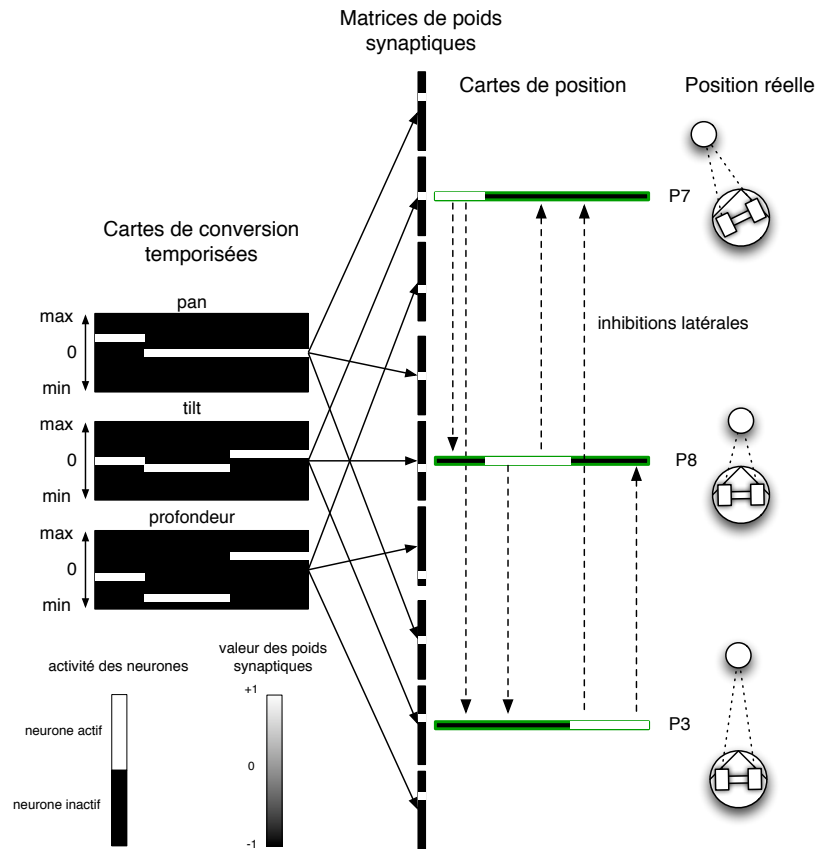 Matrices de poids
synaptiques
Cartes de position
Position réelle
P7
Cartes de conversion
temporisées
pan
max
0
min
inhibitions latérales
tilt
max
0
min
P8
profondeur
max
0
min
activité des neurones
valeur des poids
synaptiques
+1
neurone actif
0
neurone inactif
-1
P3